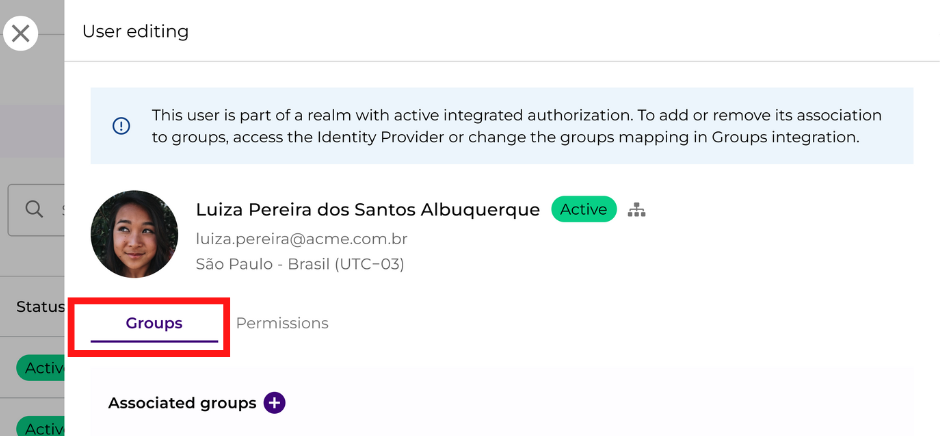 User editing
This user is part of a realm with active integrated authorization. To add or remove its association
to groups, access the Identity Provider or change the groups mapping in Groups integration.
Luiza Pereira dos Santos Albuquerque Active
luiza.pereira@acme.com.br
São Paulo - Brasil (UTC−03)
Status
Groups Permissions
Activ
Associated groups
Activ